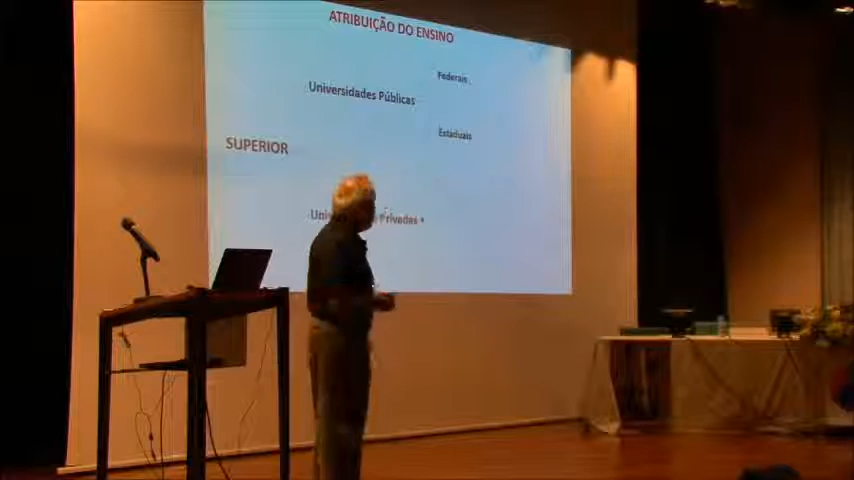 ATRIBUIÇÃO DO ENSINO
Federais
Universidades Públicas
Estaduais
SUPERIOR
Privadas *